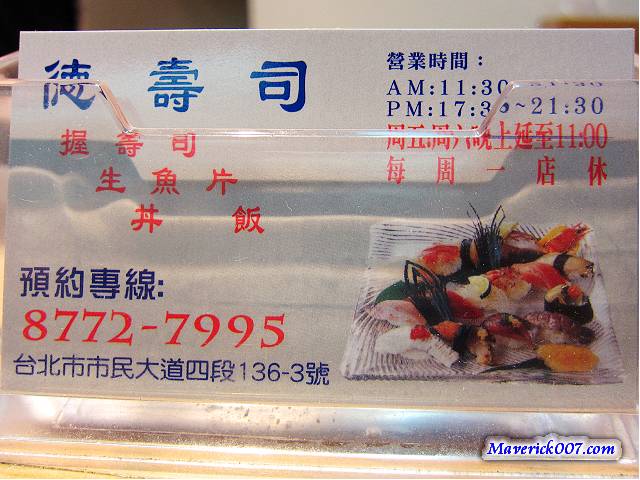 德壽司
握壽司
生魚片
丼 飯
預約專線:
8772-7995
台北市市民大道四段136-3號
營業時間：
AM:11:30
PM:17:30~21:30
周五.周六晚上延至11:00
每周一店休
Maverick007.com